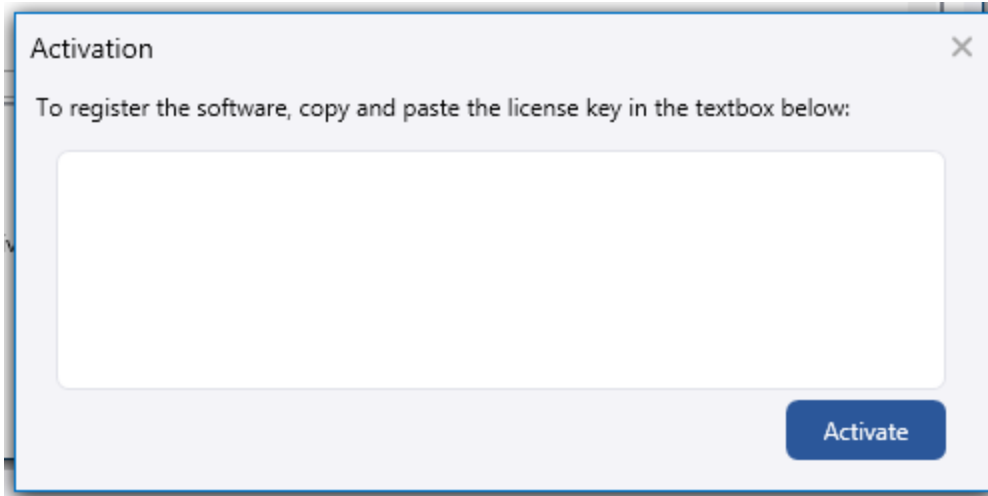 Activation
To register the software, copy and paste the license key in the textbox below:
Activate